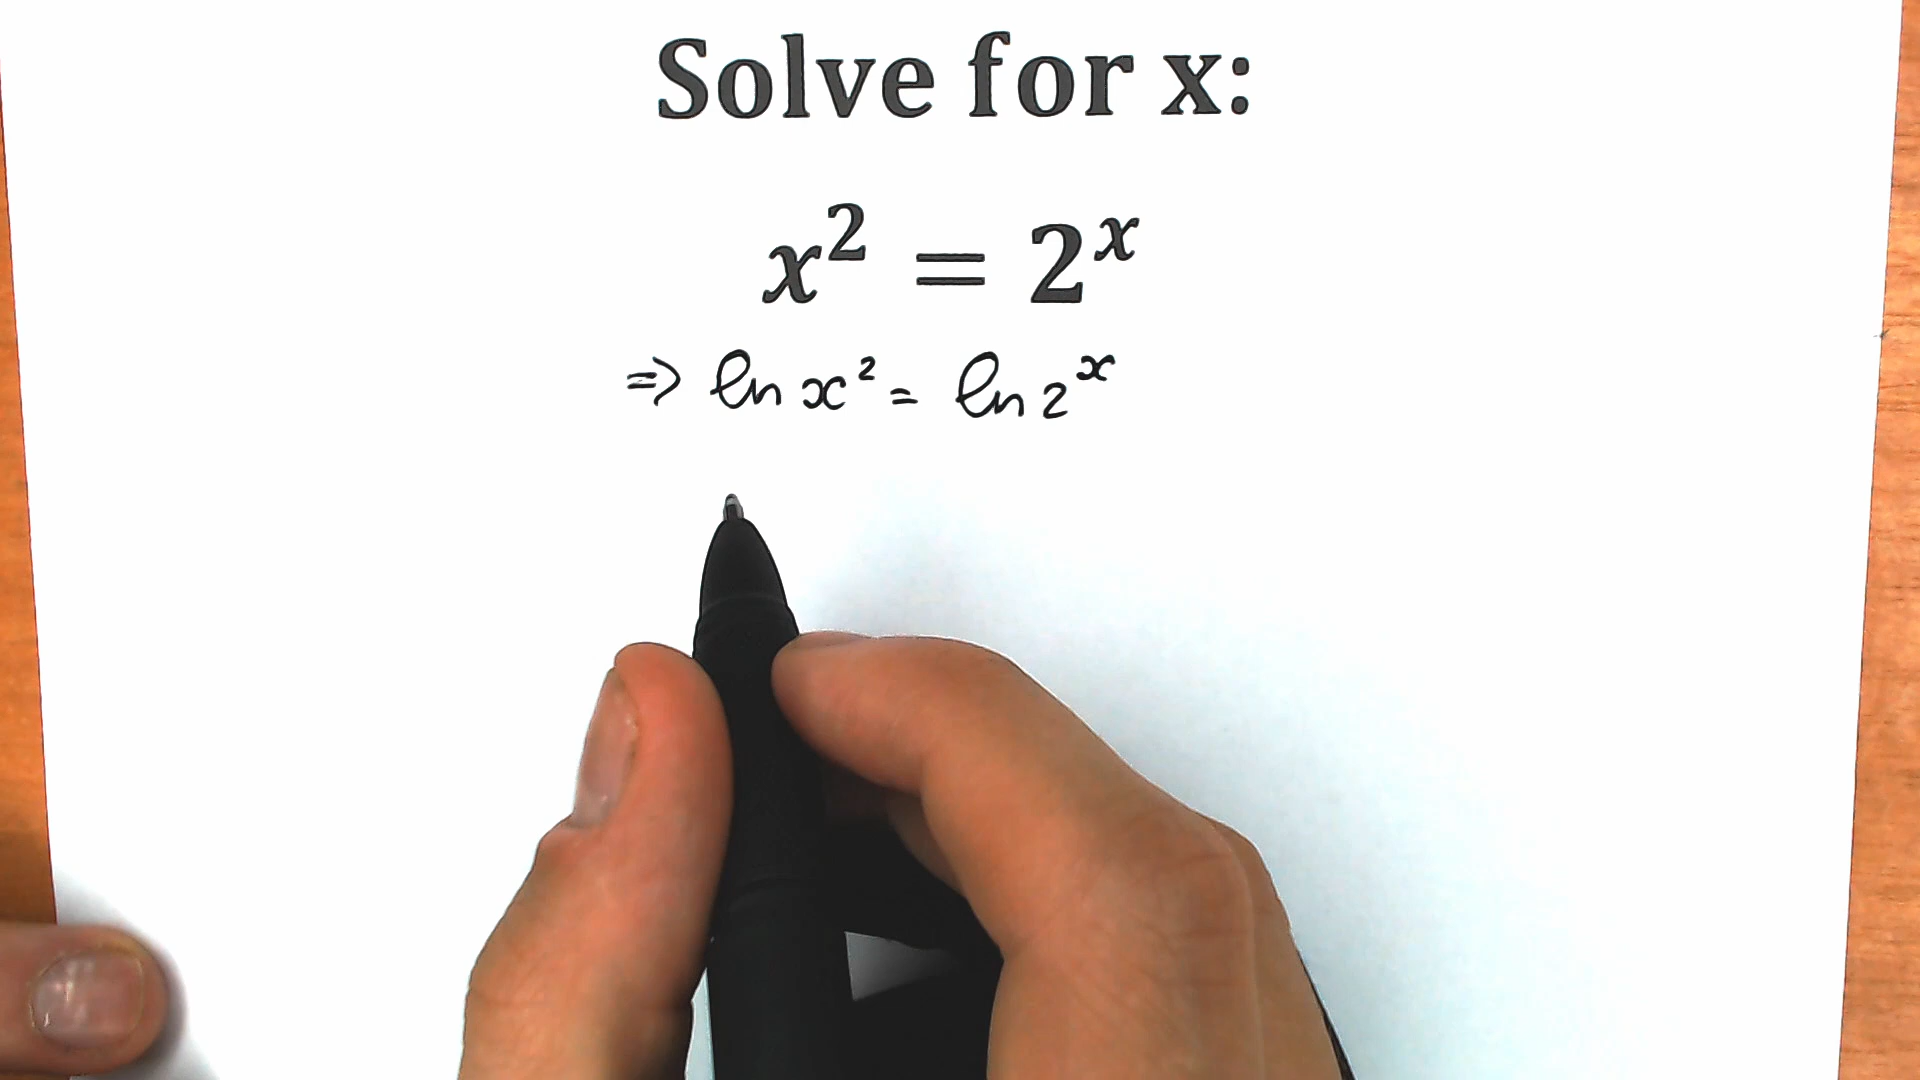 Solve for x:
x² = 2ˣ
⇒ ln x² = ln 2ˣ